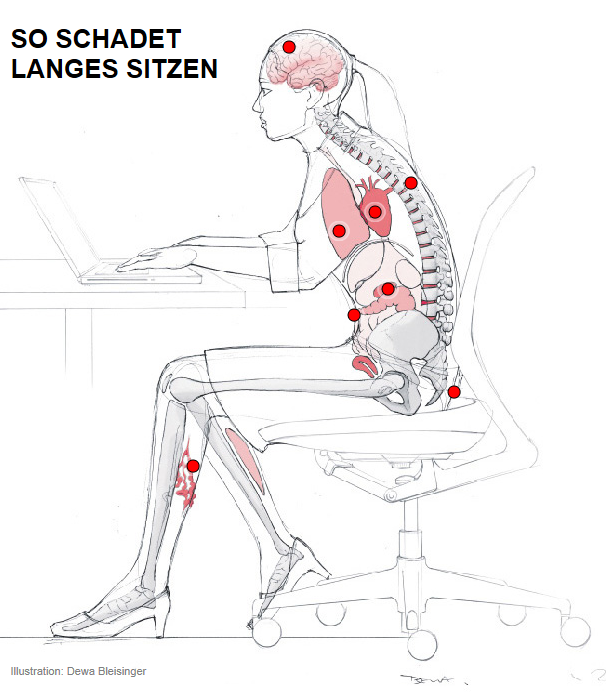 SO SCHADET
LANGES SITZEN
Illustration: Dewa Bleisinger